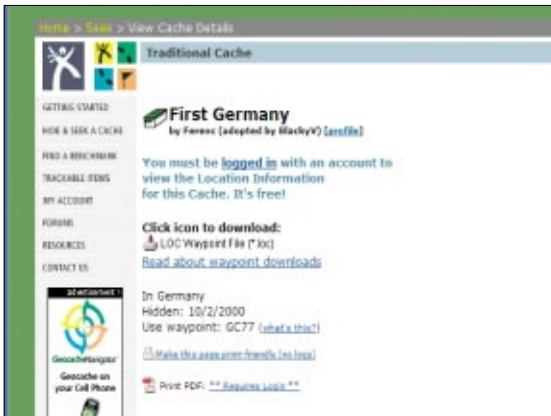 Home > Seek > View Cache Details
Traditional Cache
GETTING STARTED
HIDE & SEEK A CACHE
FIND A BENCHMARK
TRACKABLE ITEMS
MY ACCOUNT
FORUMS
RESOURCES
CONTACT US
advertisement
GeocacheNavigator
Geocache on
your Cell Phone
First Germany
by Ferenc (adopted by BlackyV) [profile]
You must be logged in with an account to
view the Location Information
for this Cache. It's free!
Click icon to download:
LOC Waypoint File (*.loc)
Read about waypoint downloads
In Germany
Hidden: 10/2/2000
Use waypoint: GC77 (what's this?)
Make this page print-friendly (no logs)
Print PDF: ** Requires Login **